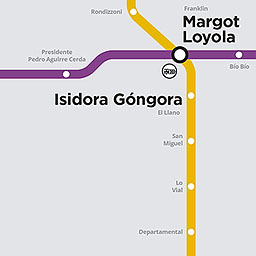 Rondizzoni
Franklin
Margot
Loyola
Presidente
Pedro Aguirre Cerda
Bío Bío
Isidora Góngora
El Llano
San
Miguel
Lo
Vial
Departamental